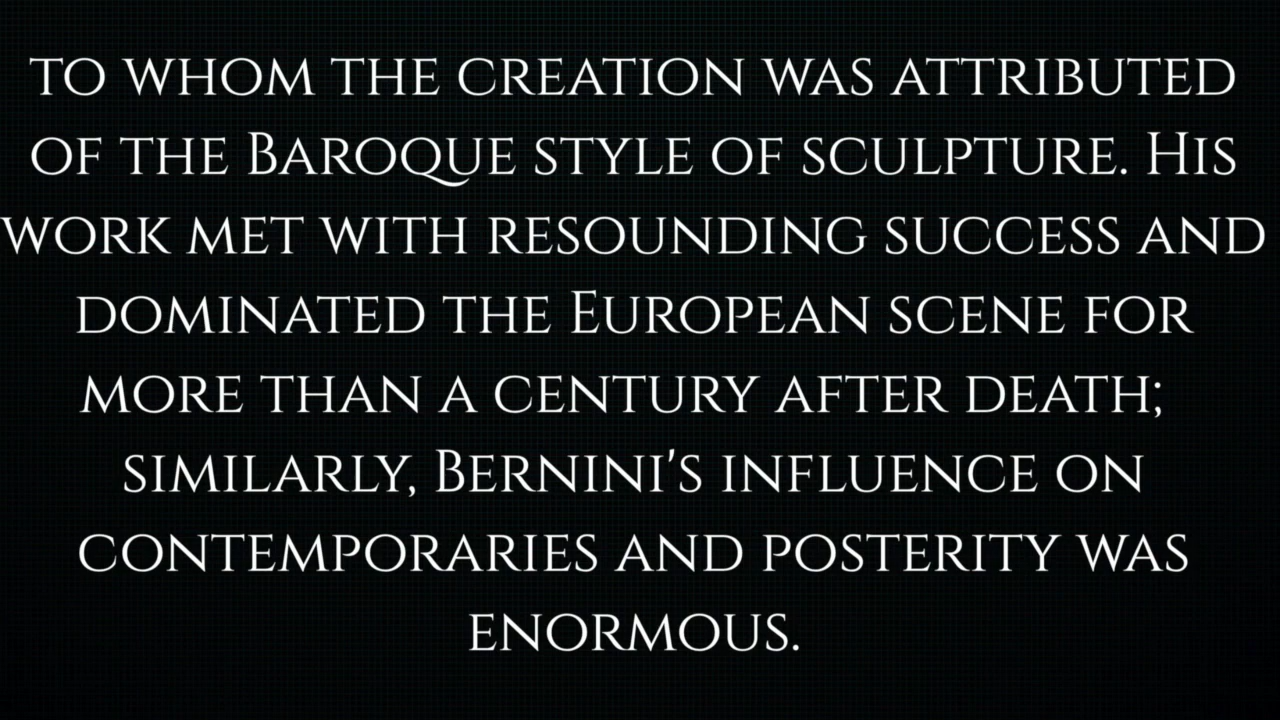 to whom the creation was attributed
of the Baroque style of sculpture. His
work met with resounding success and
dominated the European scene for
more than a century after death;
similarly, Bernini's influence on
contemporaries and posterity was
enormous.